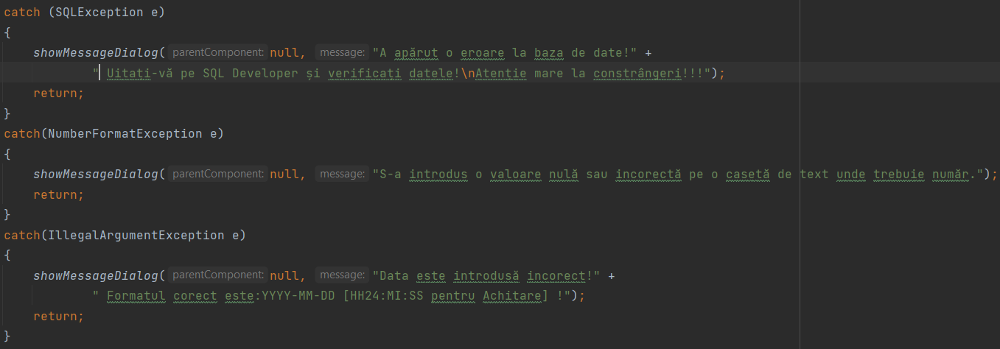 catch (SQLException e)
{
showMessageDialog( parentComponent: null, message: "A apărut o eroare la baza de date!" +
" Uitați-vă pe SQL Developer și verificați datele!\nAtenție mare la constrângeri!!!");
return;
}
catch(NumberFormatException e)
{
showMessageDialog( parentComponent: null, message: "S-a introdus o valoare nulă sau incorectă pe o casetă de text unde trebuie număr.");
return;
}
catch(IllegalArgumentException e)
{
showMessageDialog( parentComponent: null, message: "Data este introdusă incorect!" +
" Formatul corect este:YYYY-MM-DD [HH24:MI:SS pentru Achitare] !");
return;
}